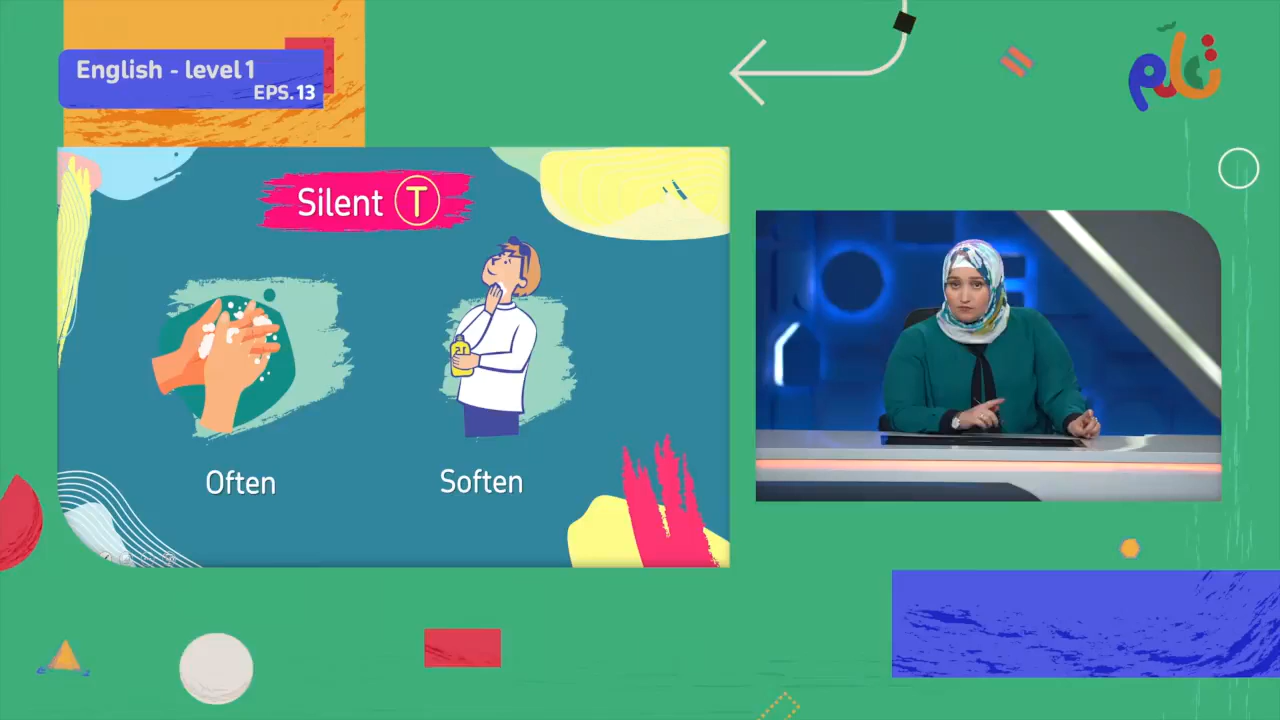 English - level 1
EPS.13
Silent T
Often
Soften